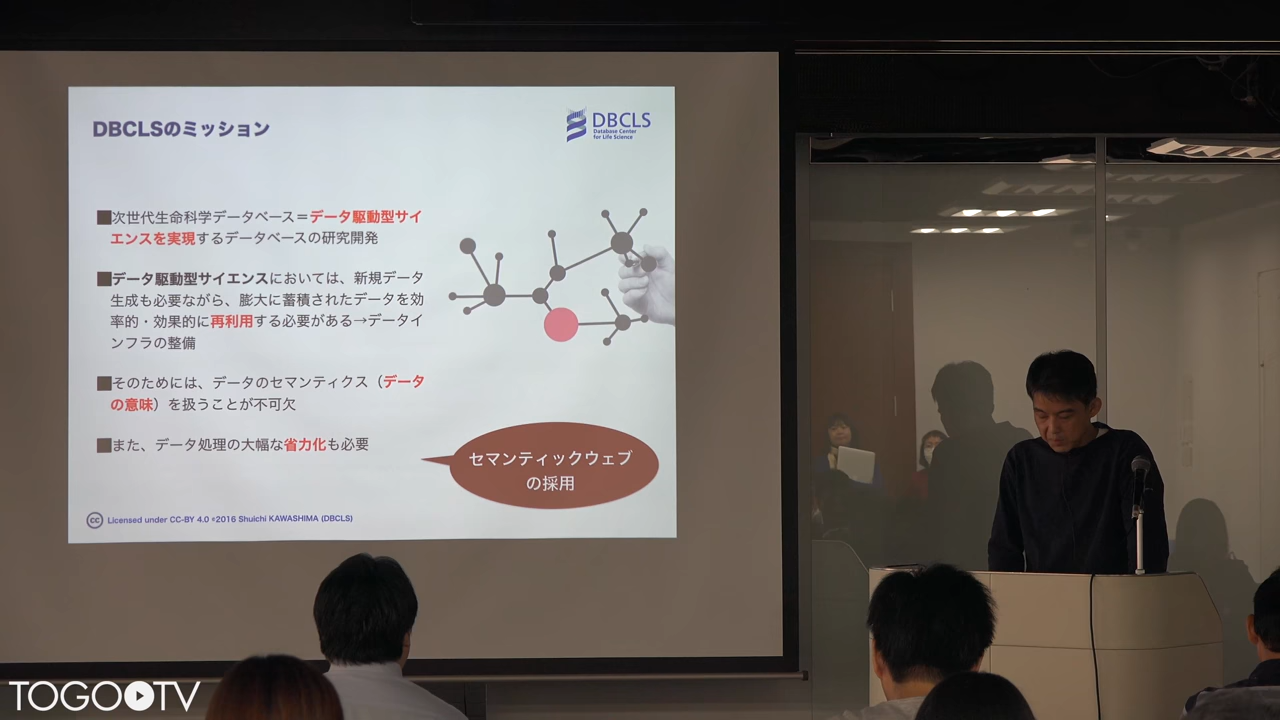 DBCLSのミッション
DBCLS
Database Center
for Life Science
■次世代生命科学データベース＝データ駆動型サイ
エンスを実現するデータベースの研究開発
■データ駆動型サイエンスにおいては、新規データ
生成も必要ながら、膨大に蓄積されたデータを効
率的・効果的に再利用する必要がある→データイ
ンフラの整備
■そのためには、データのセマンティクス（データ
の意味）を扱うことが不可欠
■また、データ処理の大幅な省力化も必要
セマンティックウェブ
の採用
cc Licensed under CC-BY 4.0 ©2016 Shuichi KAWASHIMA (DBCLS)
TOGOTV